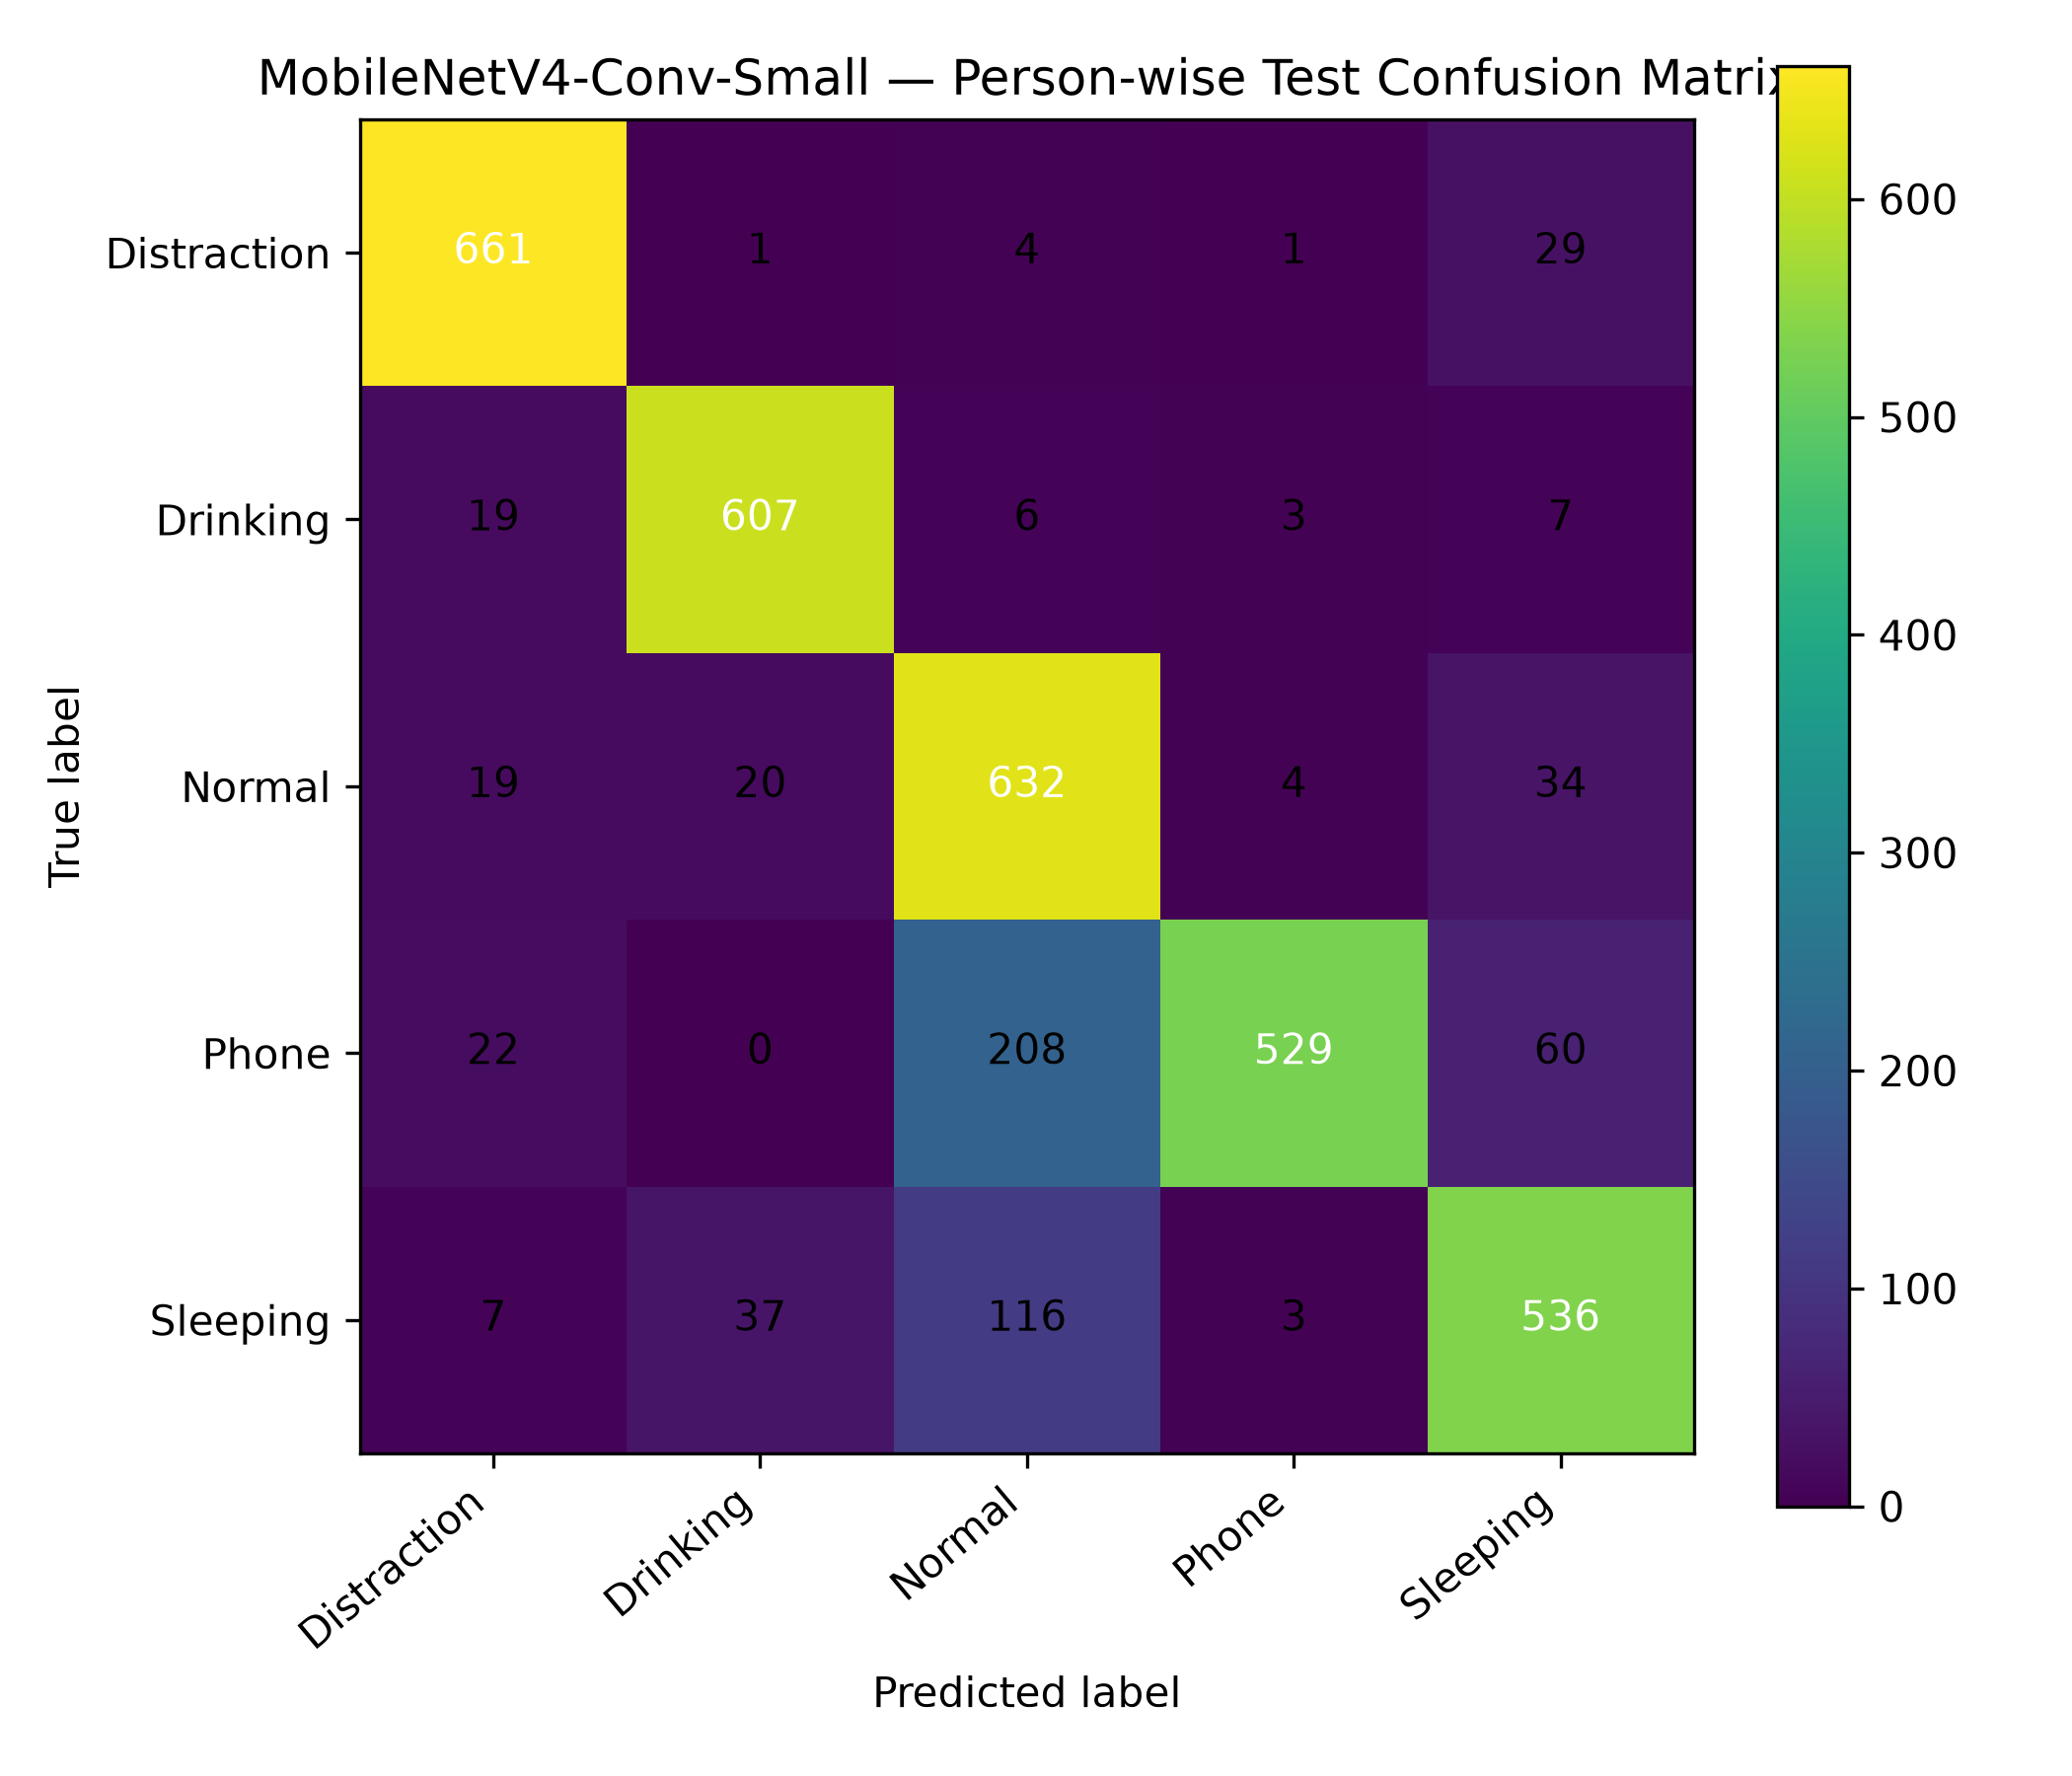 MobileNetV4-Conv-Small — Person-wise Test Confusion Matrix
600
Distraction 661 1 4 1 29
500
Drinking 19 607 6 3 7
400
True label
Normal 19 20 632 4 34
300
Phone 22 0 208 529 60
200
100
Sleeping 7 37 116 3 536
0
Distraction Drinking Normal Phone Sleeping
Predicted label